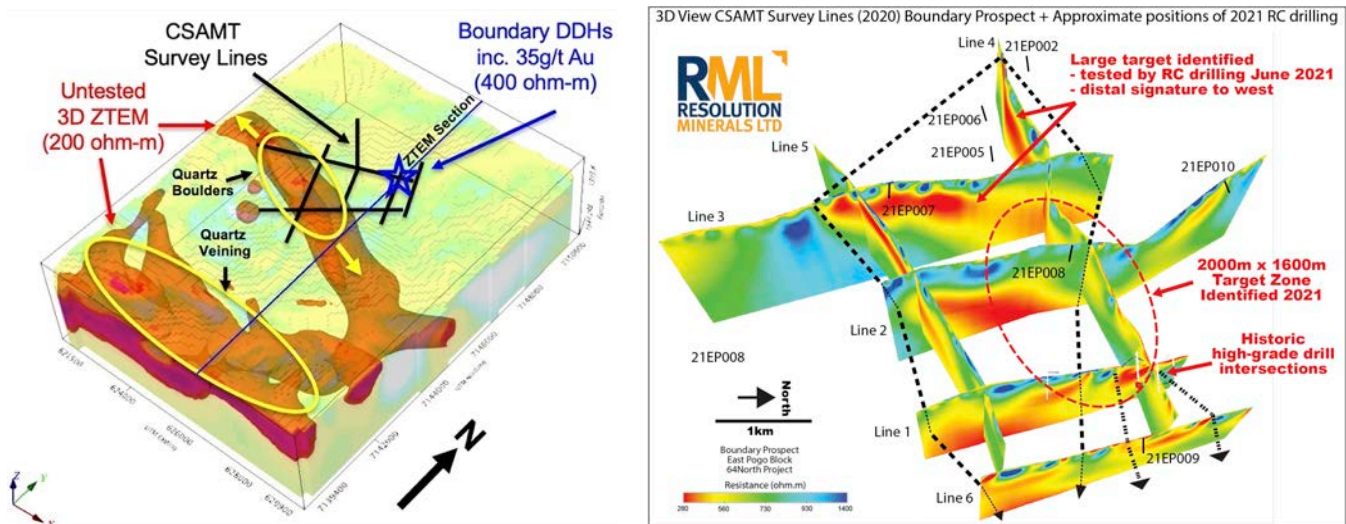 CSAMT
Survey Lines
Boundary DDHs
inc. 35g/t Au
(400 ohm-m)
Untested
3D ZTEM
(200 ohm-m)
ZTEM Section
Quartz
Boulders
Quartz
Veining
N
624000
626000
628000
7142000
7144000
Z
Y
X
3D View CSAMT Survey Lines (2020) Boundary Prospect + Approximate positions of 2021 RC drilling
RML
RESOLUTION
MINERALS LTD
Line 4
21EP002
Large target identified
- tested by RC drilling June 2021
- distal signature to west
21EP006
21EP005
Line 5
21EP010
21EP007
Line 3
21EP008
2000m x 1600m
Target Zone
Identified 2021
Line 2
Historic
high-grade drill
intersections
21EP008
North
1km
Line 1
Boundary Prospect
East Pogo Block
64North Project
21EP009
Resistance (ohm.m)
Line 6
280 560 730 930 1400